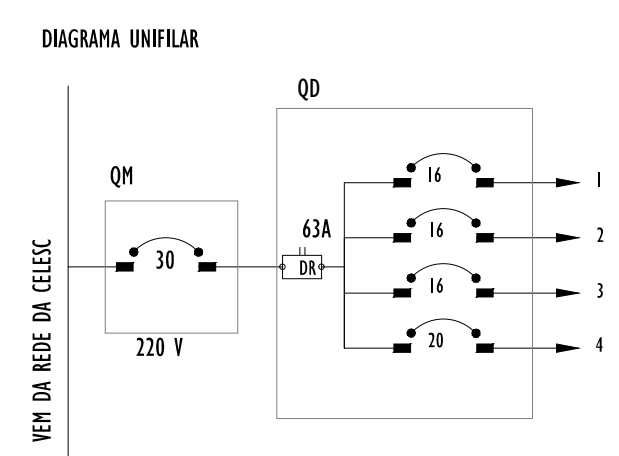 DIAGRAMA UNIFILAR
QD
QM
16
1
63A
16
2
30
DR
16
3
220 V
20
4
VEM DA REDE DA CELESC